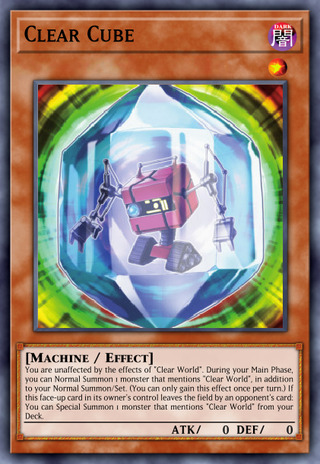 Clear Cube
DARK
闇
[Machine / Effect]
You are unaffected by the effects of "Clear World". During your Main Phase,
you can Normal Summon 1 monster that mentions "Clear World", in addition
to your Normal Summon/Set. (You can only gain this effect once per turn.) If
this face-up card in its owner's control leaves the field by an opponent's card:
You can Special Summon 1 monster that mentions "Clear World" from your
Deck.
ATK/ 0 DEF/ 0